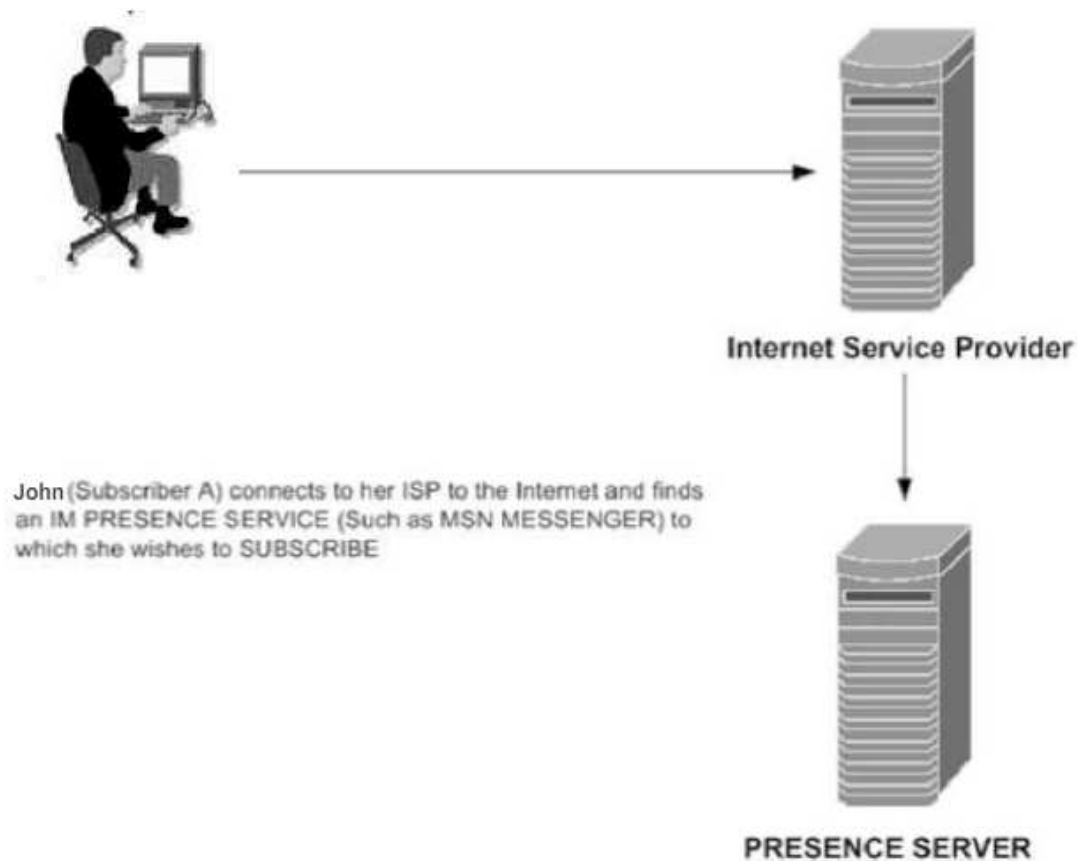 Internet Service Provider
John (Subscriber A) connects to her ISP to the Internet and finds
an IM PRESENCE SERVICE (Such as MSN MESSENGER) to
which she wishes to SUBSCRIBE
PRESENCE SERVER